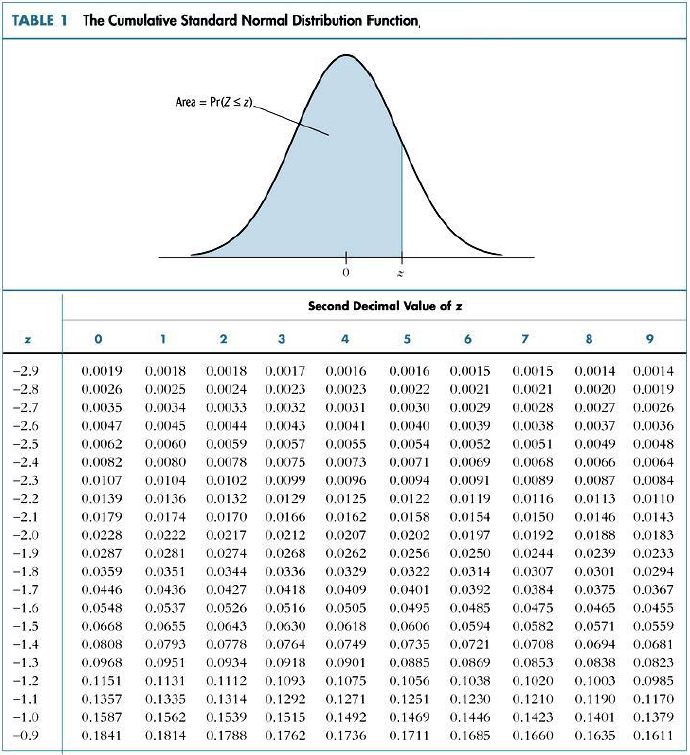 TABLE 1 The Cumulative Standard Normal Distribution Function,
Area = Pr(Z ≤ z)
0 z
Second Decimal Value of z
z 0 1 2 3 4 5 6 7 8 9
−2.9 0.0019 0.0018 0.0018 0.0017 0.0016 0.0016 0.0015 0.0015 0.0014 0.0014
−2.8 0.0026 0.0025 0.0024 0.0023 0.0023 0.0022 0.0021 0.0021 0.0020 0.0019
−2.7 0.0035 0.0034 0.0033 0.0032 0.0031 0.0030 0.0029 0.0028 0.0027 0.0026
−2.6 0.0047 0.0045 0.0044 0.0043 0.0041 0.0040 0.0039 0.0038 0.0037 0.0036
−2.5 0.0062 0.0060 0.0059 0.0057 0.0055 0.0054 0.0052 0.0051 0.0049 0.0048
−2.4 0.0082 0.0080 0.0078 0.0075 0.0073 0.0071 0.0069 0.0068 0.0066 0.0064
−2.3 0.0107 0.0104 0.0102 0.0099 0.0096 0.0094 0.0091 0.0089 0.0087 0.0084
−2.2 0.0139 0.0136 0.0132 0.0129 0.0125 0.0122 0.0119 0.0116 0.0113 0.0110
−2.1 0.0179 0.0174 0.0170 0.0166 0.0162 0.0158 0.0154 0.0150 0.0146 0.0143
−2.0 0.0228 0.0222 0.0217 0.0212 0.0207 0.0202 0.0197 0.0192 0.0188 0.0183
−1.9 0.0287 0.0281 0.0274 0.0268 0.0262 0.0256 0.0250 0.0244 0.0239 0.0233
−1.8 0.0359 0.0351 0.0344 0.0336 0.0329 0.0322 0.0314 0.0307 0.0301 0.0294
−1.7 0.0446 0.0436 0.0427 0.0418 0.0409 0.0401 0.0392 0.0384 0.0375 0.0367
−1.6 0.0548 0.0537 0.0526 0.0516 0.0505 0.0495 0.0485 0.0475 0.0465 0.0455
−1.5 0.0668 0.0655 0.0643 0.0630 0.0618 0.0606 0.0594 0.0582 0.0571 0.0559
−1.4 0.0808 0.0793 0.0778 0.0764 0.0749 0.0735 0.0721 0.0708 0.0694 0.0681
−1.3 0.0968 0.0951 0.0934 0.0918 0.0901 0.0885 0.0869 0.0853 0.0838 0.0823
−1.2 0.1151 0.1131 0.1112 0.1093 0.1075 0.1056 0.1038 0.1020 0.1003 0.0985
−1.1 0.1357 0.1335 0.1314 0.1292 0.1271 0.1251 0.1230 0.1210 0.1190 0.1170
−1.0 0.1587 0.1562 0.1539 0.1515 0.1492 0.1469 0.1446 0.1423 0.1401 0.1379
−0.9 0.1841 0.1814 0.1788 0.1762 0.1736 0.1711 0.1685 0.1660 0.1635 0.1611